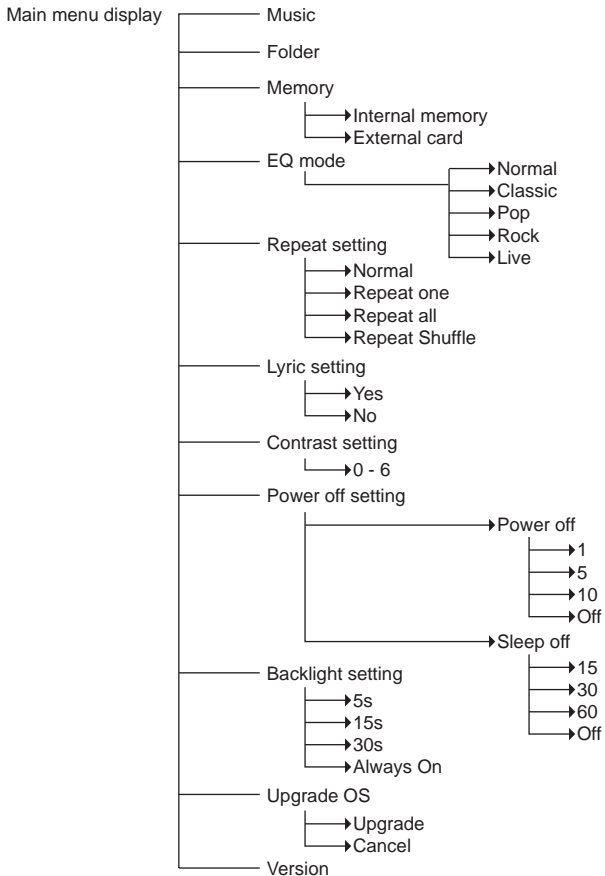 Main menu display
Music
Folder
Memory
Internal memory
External card
EQ mode
Normal
Classic
Pop
Rock
Live
Repeat setting
Normal
Repeat one
Repeat all
Repeat Shuffle
Lyric setting
Yes
No
Contrast setting
0 - 6
Power off setting
Power off
1
5
10
Off
Sleep off
15
30
60
Off
Backlight setting
5s
15s
30s
Always On
Upgrade OS
Upgrade
Cancel
Version